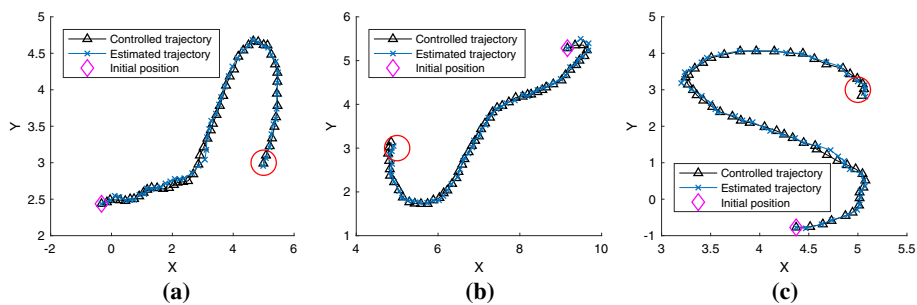 5
4.5
4
3.5
3
2.5
2
-2 0 2 4 6
Y
X
Controlled trajectory
Estimated trajectory
Initial position
(a)
6
5
4
3
2
1
4 6 8 10
Y
X
Controlled trajectory
Estimated trajectory
Initial position
(b)
5
4
3
2
1
0
-1
3 3.5 4 4.5 5 5.5
Y
X
Controlled trajectory
Estimated trajectory
Initial position
(c)